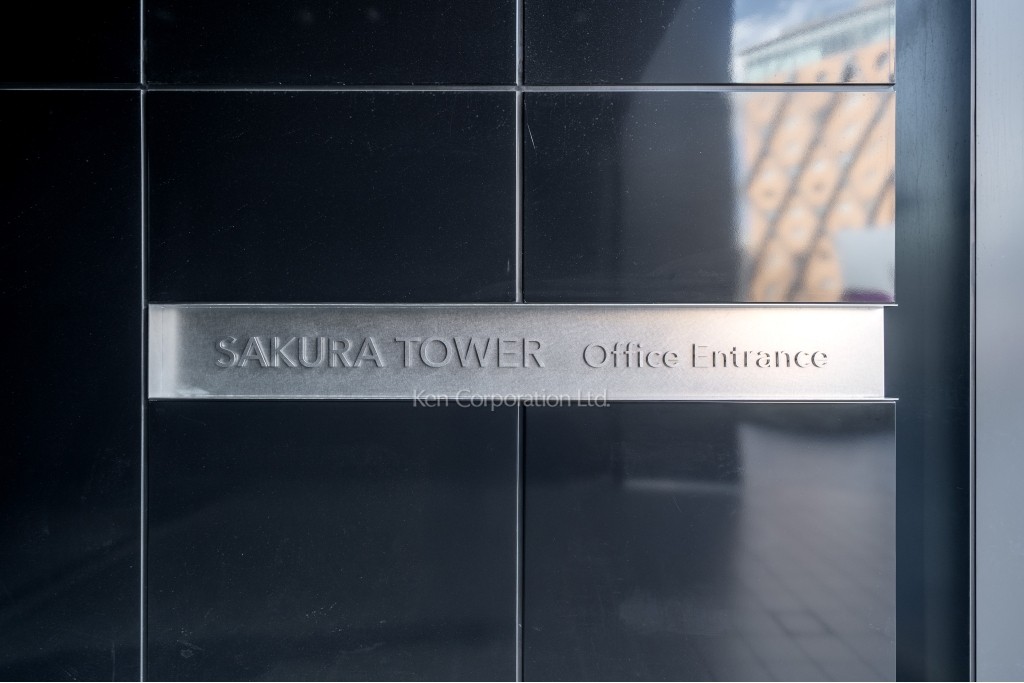 SAKURA TOWER Office Entrance
Ken Corporation Ltd.